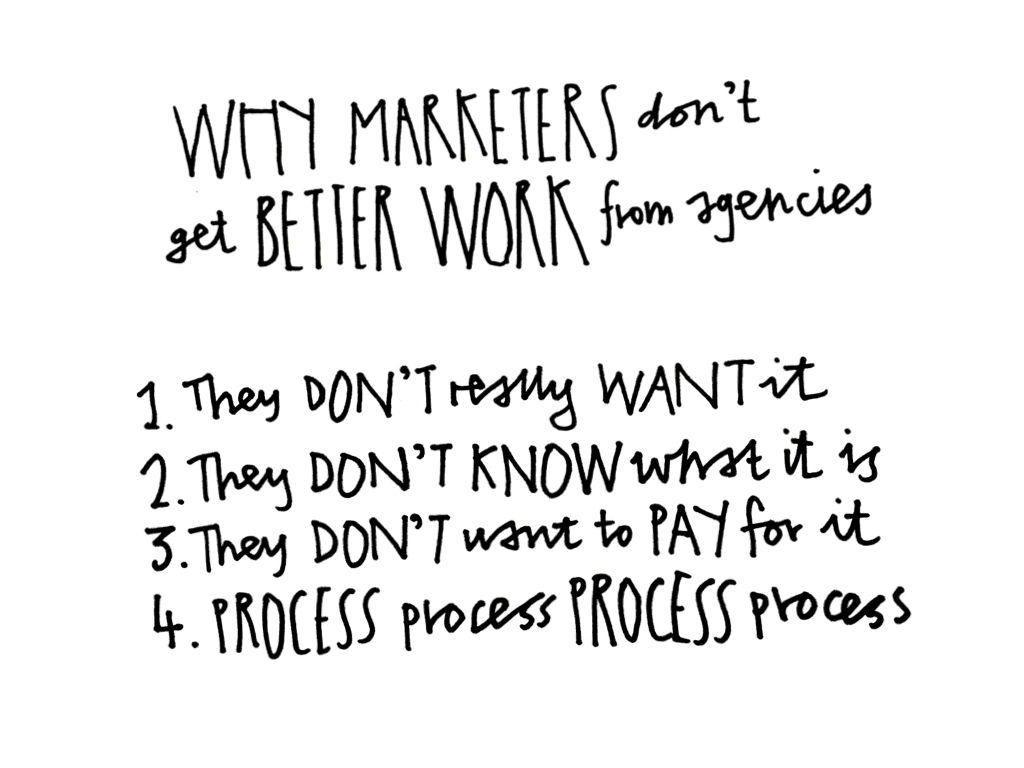 WHY MARKETERS don't
get BETTER WORK from agencies
1. They DON'T really WANT it
2. They DON'T KNOW what it is
3. They DON'T want to PAY for it
4. PROCESS process PROCESS process